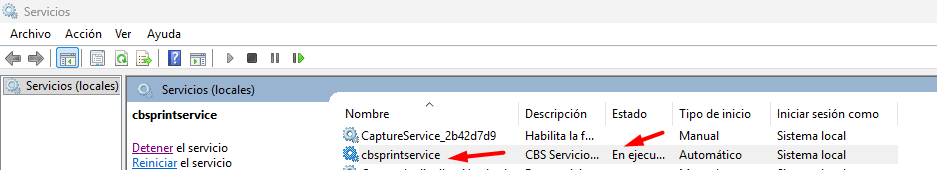 Servicios
Archivo Acción Ver Ayuda
Servicios (locales)
Servicios (locales)
cbsprintservice
Detener el servicio
Reiniciar el servicio
Nombre Descripción Estado Tipo de inicio Iniciar sesión como
CaptureService_2b42d7d9 Habilita la f... Manual Sistema local
cbsprintservice CBS Servicio... En ejecu... Automático Sistema local